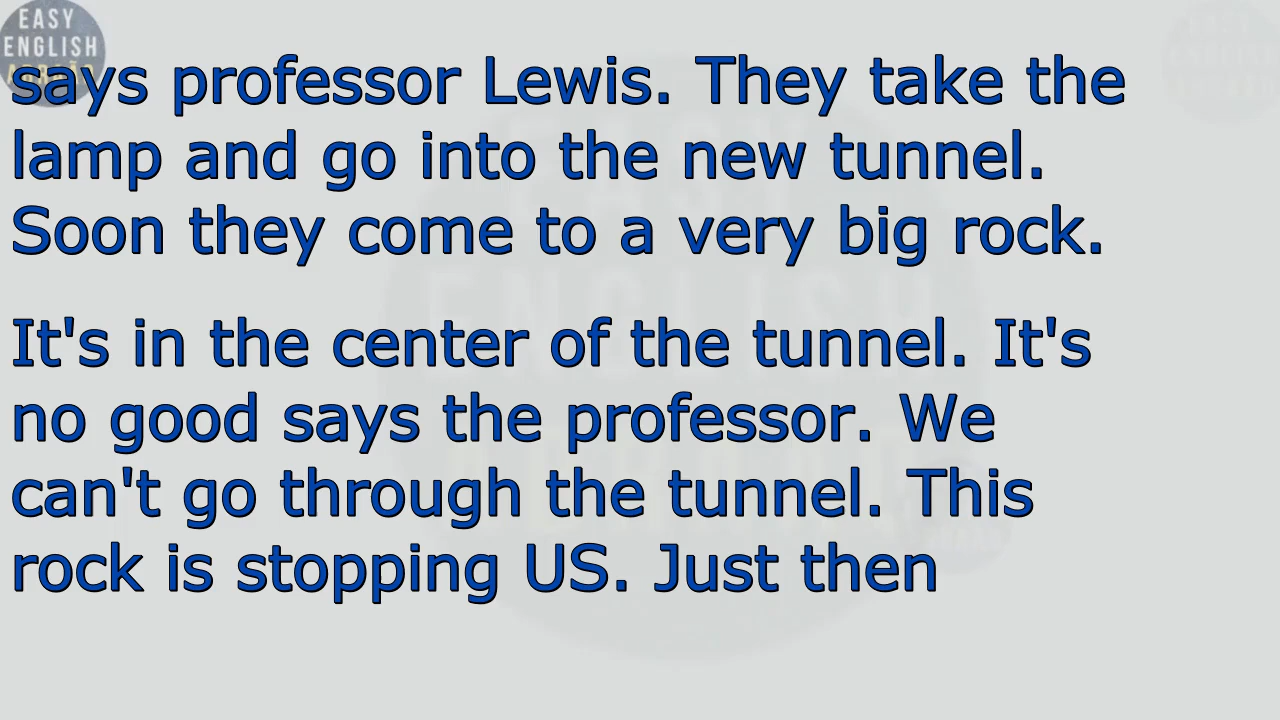 EASY
ENGLISH
says professor Lewis. They take the
lamp and go into the new tunnel.
Soon they come to a very big rock.
It's in the center of the tunnel. It's
no good says the professor. We
can't go through the tunnel. This
rock is stopping US. Just then
EASY
ENGLISH